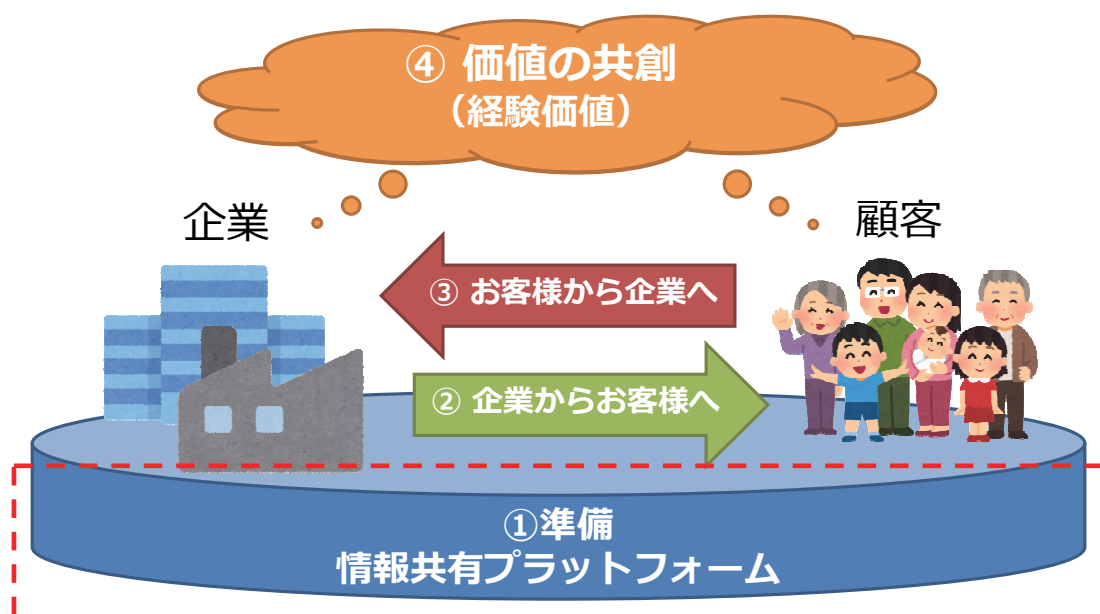 ④ 価値の共創
（経験価値）
企業
顧客
③ お客様から企業へ
② 企業からお客様へ
①準備
情報共有プラットフォーム